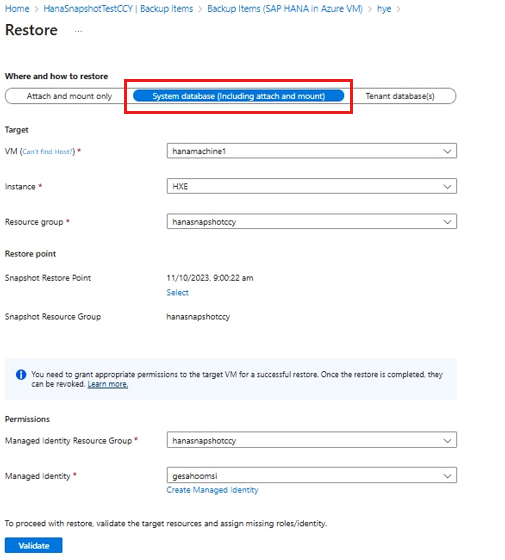 Home > HanaSnapshotTestCCY | Backup items > Backup Items (SAP HANA in Azure VM) > hye >
Restore ...
Where and how to restore
Attach and mount only System database (including attach and mount) Tenant database(s)
Target
VM (Can't find Host?) * hanamachine1
Instance * HXE
Resource group * hanasnapshotccy
Restore point
Snapshot Restore Point 11/10/2023, 9:00:22 am
Select
Snapshot Resource Group hanasnapshotccy
You need to grant appropriate permissions to the target VM for a successful restore. Once the restore is completed, they
can be revoked. Learn more.
Permissions
Managed Identity Resource Group * hanasnapshotccy
Managed Identity * gesahoomsi
Create Managed Identity
To proceed with restore, validate the target resources and assign missing roles/identity.
Validate